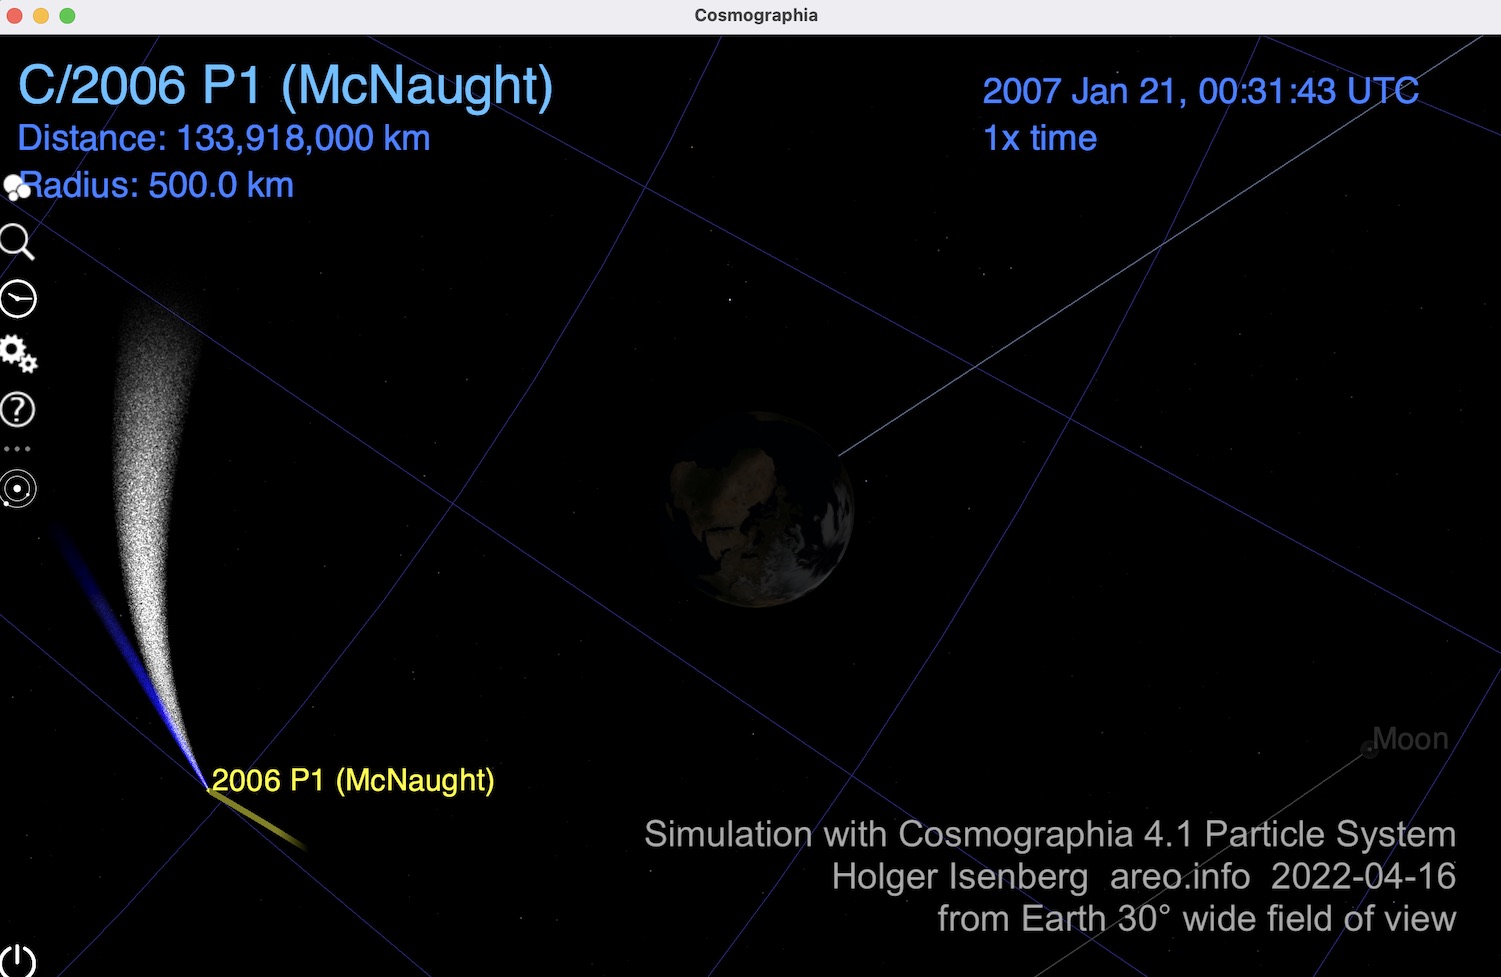 Cosmographia
C/2006 P1 (McNaught)
Distance: 133,918,000 km
Radius: 500.0 km
2007 Jan 21, 00:31:43 UTC
1x time
2006 P1 (McNaught)
Moon
Simulation with Cosmographia 4.1 Particle System
Holger Isenberg areo.info 2022-04-16
from Earth 30° wide field of view